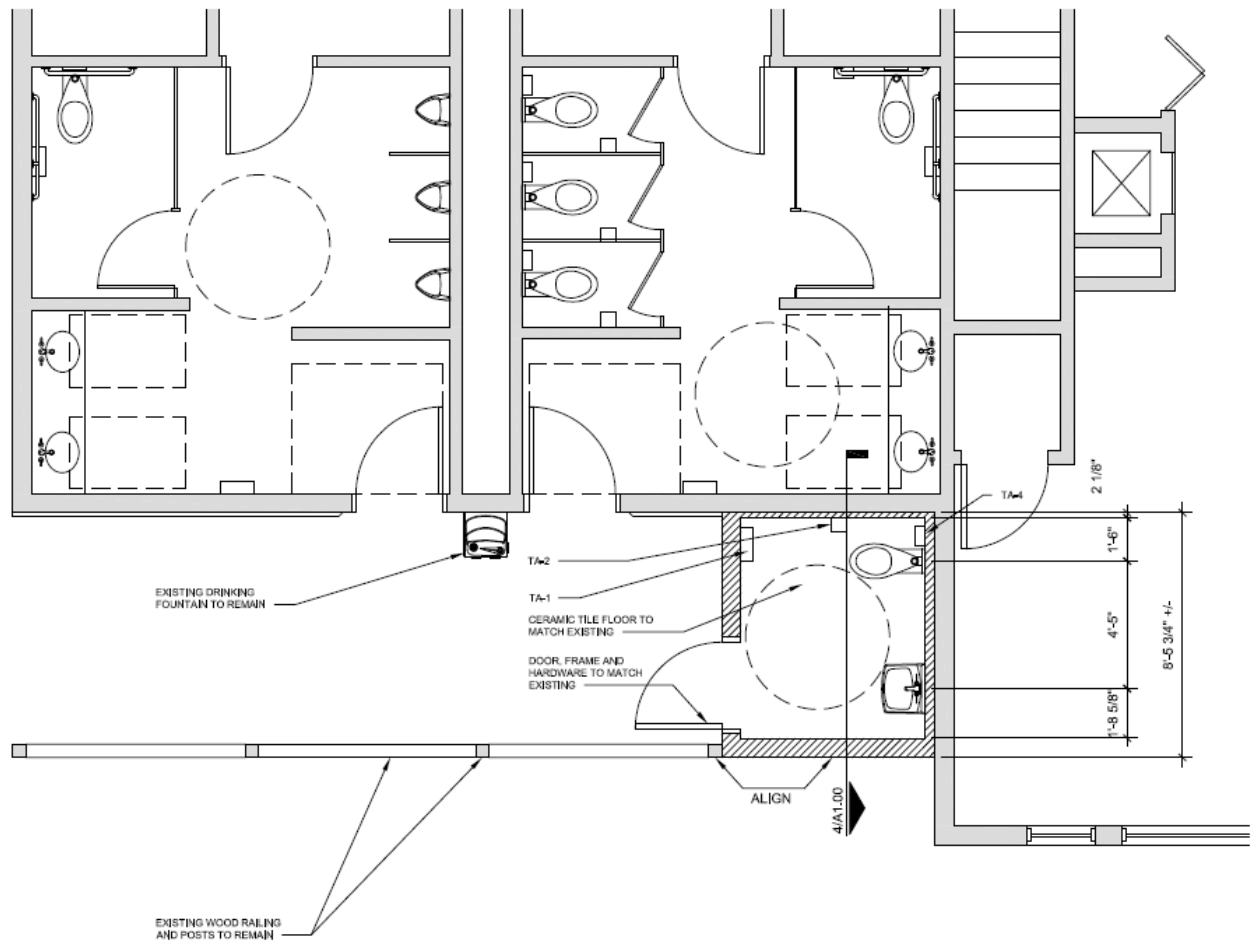 TA-4
2 1/8"
1'-6"
4'-5"
8'-5 3/4" +/-
1'-8 5/8"
TA-2
TA-1
EXISTING DRINKING
FOUNTAIN TO REMAIN
CERAMIC TILE FLOOR TO
MATCH EXISTING
DOOR, FRAME AND
HARDWARE TO MATCH
EXISTING
ALIGN
4/A1.00
EXISTING WOOD RAILING
AND POSTS TO REMAIN